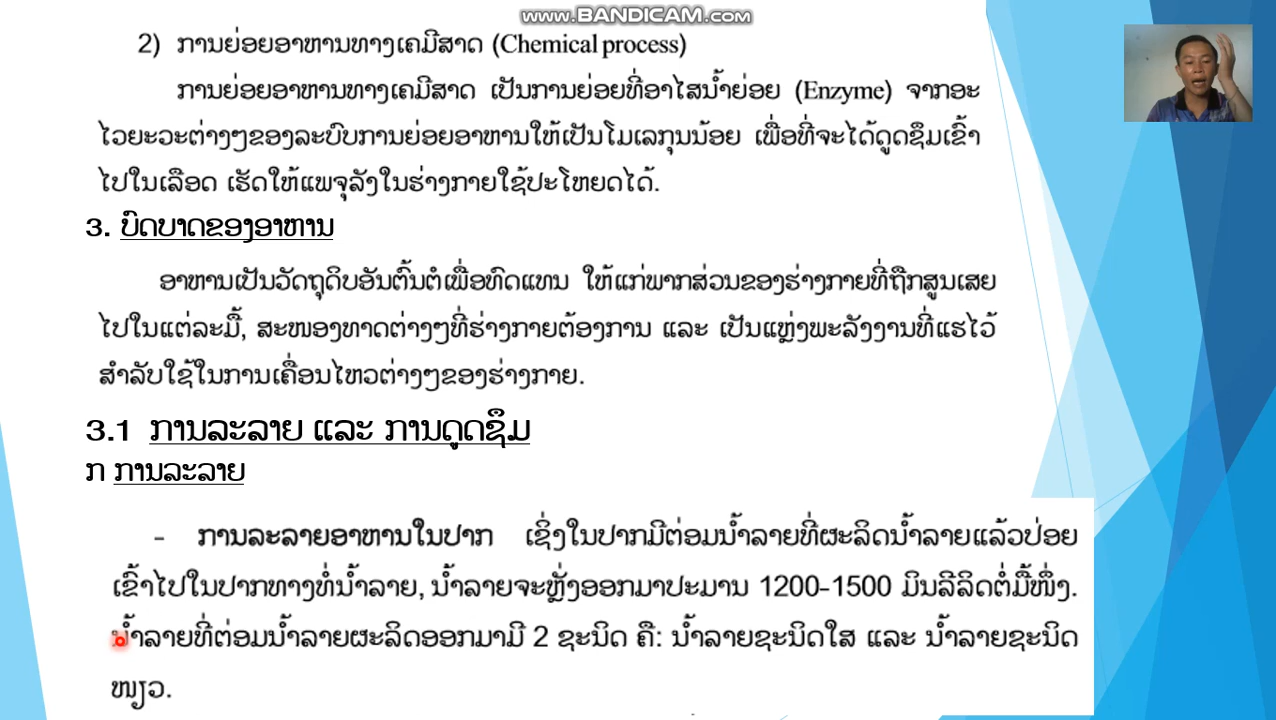 www.BANDICAM.com
2) ການຍ່ອຍອາຫານທາງເຄມີສາດ (Chemical process)
ການຍ່ອຍອາຫານທາງເຄມີສາດ ເປັນການຍ່ອຍທີ່ອາໄສນ້ຳຍ່ອຍ (Enzyme) ຈາກອະ
ໄວຍະວະຕ່າງໆຂອງລະບົບການຍ່ອຍອາຫານໃຫ້ເປັນໂມເລກຸນນ້ອຍ ເພື່ອທີ່ຈະໄດ້ດູດຊຶມເຂົ້າ
ໄປໃນເລືອດ ເຮັດໃຫ້ແພຈຸລັງໃນຮ່າງກາຍໃຊ້ປະໂຫຍດໄດ້.
3. ບົດບາດຂອງອາຫານ
ອາຫານເປັນວັດຖຸດິບອັນຕົ້ນຕໍເພື່ອທົດແທນ ໃຫ້ແກ່ພາກສ່ວນຂອງຮ່າງກາຍທີ່ຖືກສູນເສຍ
ໄປໃນແຕ່ລະມື້, ສະໜອງທາດຕ່າງໆທີ່ຮ່າງກາຍຕ້ອງການ ແລະ ເປັນແຫຼ່ງພະລັງງານທີ່ແຮໄວ້
ສຳລັບໃຊ້ໃນການເຄື່ອນໄຫວຕ່າງໆຂອງຮ່າງກາຍ.
3.1 ການລະລາຍ ແລະ ການດູດຊຶມ
ກ ການລະລາຍ
- ການລະລາຍອາຫານໃນປາກ ເຊິ່ງໃນປາກມີຕ່ອມນ້ຳລາຍທີ່ຜະລິດນ້ຳລາຍແລ້ວປ່ອຍ
ເຂົ້າໄປໃນປາກທາງທໍ່ນ້ຳລາຍ, ນ້ຳລາຍຈະຫຼັ່ງອອກມາປະມານ 1200-1500 ມິນລີລິດຕໍ່ມື້ໜຶ່ງ.
ນ້ຳລາຍທີ່ຕ່ອມນ້ຳລາຍຜະລິດອອກມາມີ 2 ຊະນິດ ຄື: ນ້ຳລາຍຊະນິດໃສ ແລະ ນ້ຳລາຍຊະນິດ
ໜຽວ.